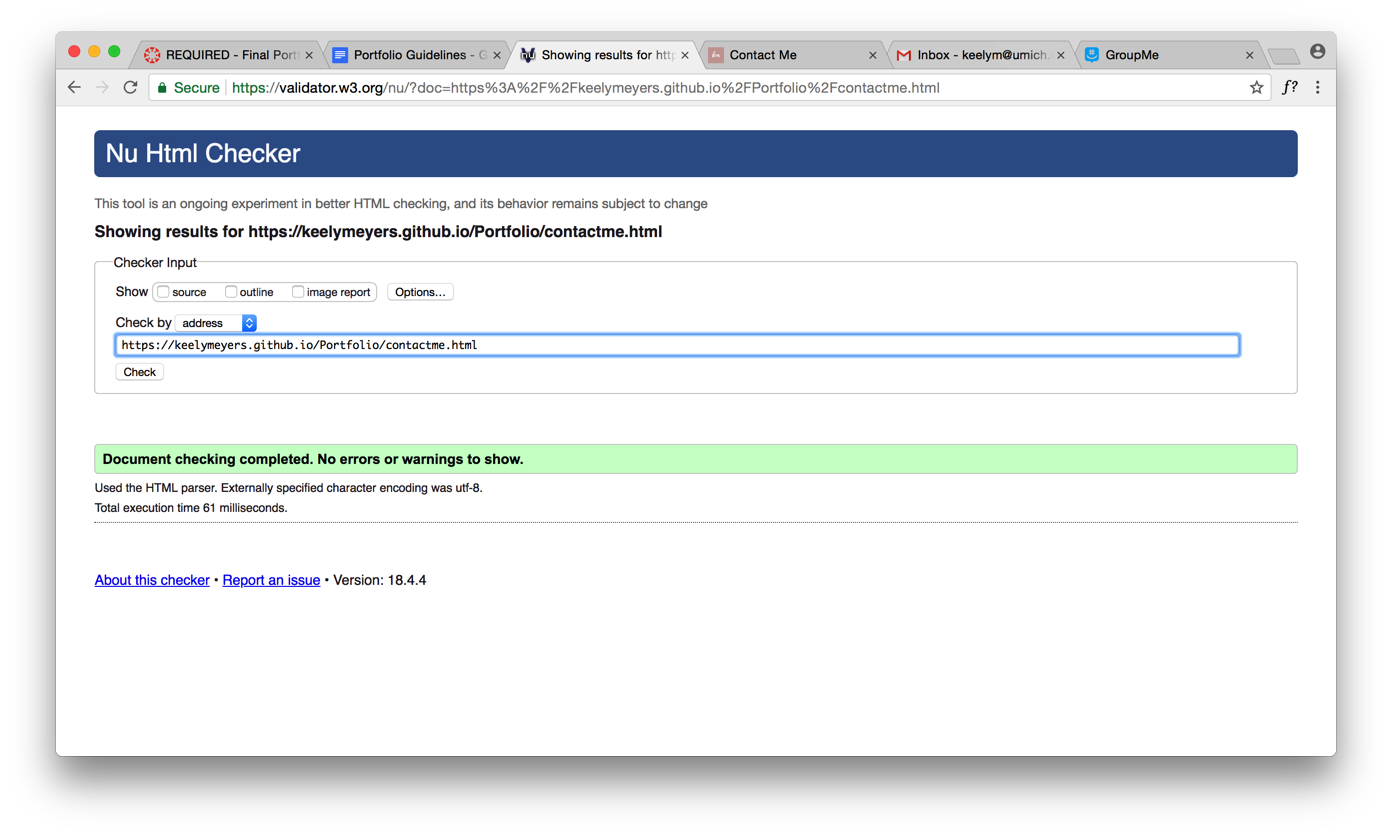 REQUIRED - Final Port
Portfolio Guidelines - G
Showing results for http
Contact Me
Inbox - keelym@umich.
GroupMe
Secure https://validator.w3.org/nu/?doc=https%3A%2F%2Fkeelymeyers.github.io%2FPortfolio%2Fcontactme.html f?
Nu Html Checker
This tool is an ongoing experiment in better HTML checking, and its behavior remains subject to change
Showing results for https://keelymeyers.github.io/Portfolio/contactme.html
Checker Input
Show source outline image report Options...
Check by address
https://keelymeyers.github.io/Portfolio/contactme.html
Check
Document checking completed. No errors or warnings to show.
Used the HTML parser. Externally specified character encoding was utf-8.
Total execution time 61 milliseconds.
About this checker • Report an issue • Version: 18.4.4